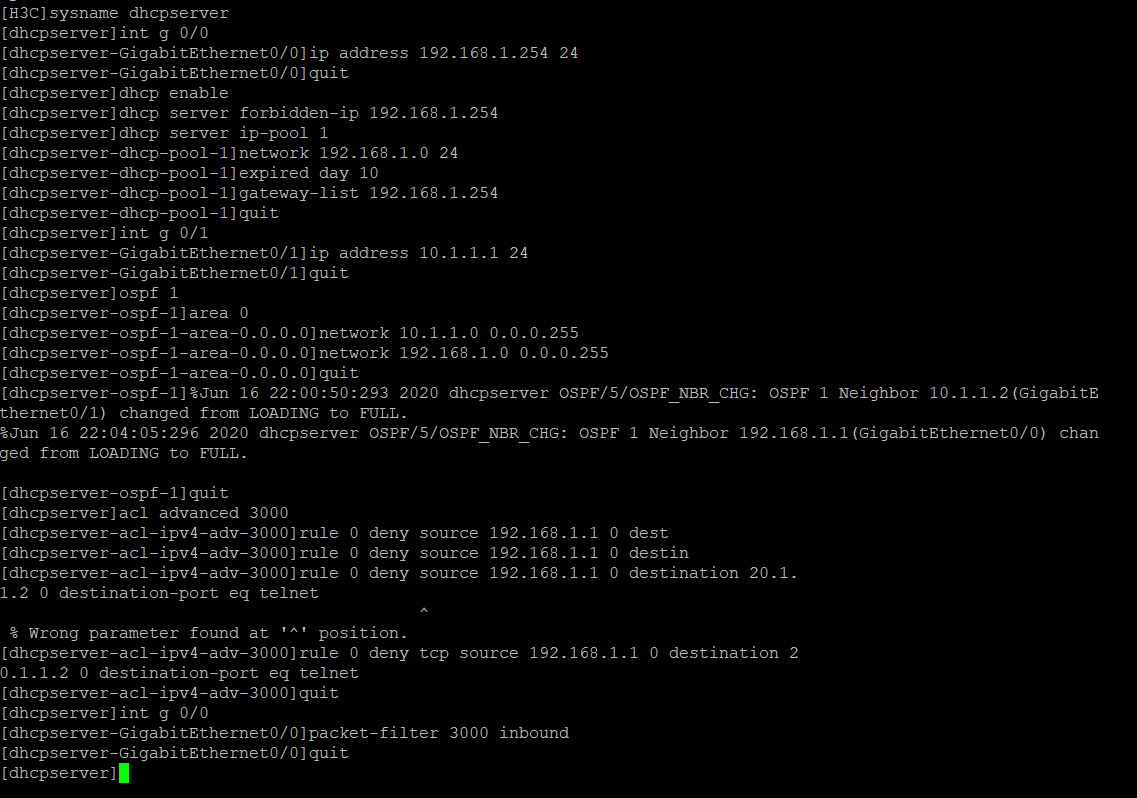 [H3C]sysname dhcpserver
[dhcpserver]int g 0/0
[dhcpserver-GigabitEthernet0/0]ip address 192.168.1.254 24
[dhcpserver-GigabitEthernet0/0]quit
[dhcpserver]dhcp enable
[dhcpserver]dhcp server forbidden-ip 192.168.1.254
[dhcpserver]dhcp server ip-pool 1
[dhcpserver-dhcp-pool-1]network 192.168.1.0 24
[dhcpserver-dhcp-pool-1]expired day 10
[dhcpserver-dhcp-pool-1]gateway-list 192.168.1.254
[dhcpserver-dhcp-pool-1]quit
[dhcpserver]int g 0/1
[dhcpserver-GigabitEthernet0/1]ip address 10.1.1.1 24
[dhcpserver-GigabitEthernet0/1]quit
[dhcpserver]ospf 1
[dhcpserver-ospf-1]area 0
[dhcpserver-ospf-1-area-0.0.0.0]network 10.1.1.0 0.0.0.255
[dhcpserver-ospf-1-area-0.0.0.0]network 192.168.1.0 0.0.0.255
[dhcpserver-ospf-1-area-0.0.0.0]quit
[dhcpserver-ospf-1]%Jun 16 22:00:50:293 2020 dhcpserver OSPF/5/OSPF_NBR_CHG: OSPF 1 Neighbor 10.1.1.2(GigabitE
thernet0/1) changed from LOADING to FULL.
%Jun 16 22:04:05:296 2020 dhcpserver OSPF/5/OSPF_NBR_CHG: OSPF 1 Neighbor 192.168.1.1(GigabitEthernet0/0) chan
ged from LOADING to FULL.
[dhcpserver-ospf-1]quit
[dhcpserver]acl advanced 3000
[dhcpserver-acl-ipv4-adv-3000]rule 0 deny source 192.168.1.1 0 dest
[dhcpserver-acl-ipv4-adv-3000]rule 0 deny source 192.168.1.1 0 destin
[dhcpserver-acl-ipv4-adv-3000]rule 0 deny source 192.168.1.1 0 destination 20.1.
1.2 0 destination-port eq telnet
^
% Wrong parameter found at '^' position.
[dhcpserver-acl-ipv4-adv-3000]rule 0 deny tcp source 192.168.1.1 0 destination 2
0.1.1.2 0 destination-port eq telnet
[dhcpserver-acl-ipv4-adv-3000]quit
[dhcpserver]int g 0/0
[dhcpserver-GigabitEthernet0/0]packet-filter 3000 inbound
[dhcpserver-GigabitEthernet0/0]quit
[dhcpserver]